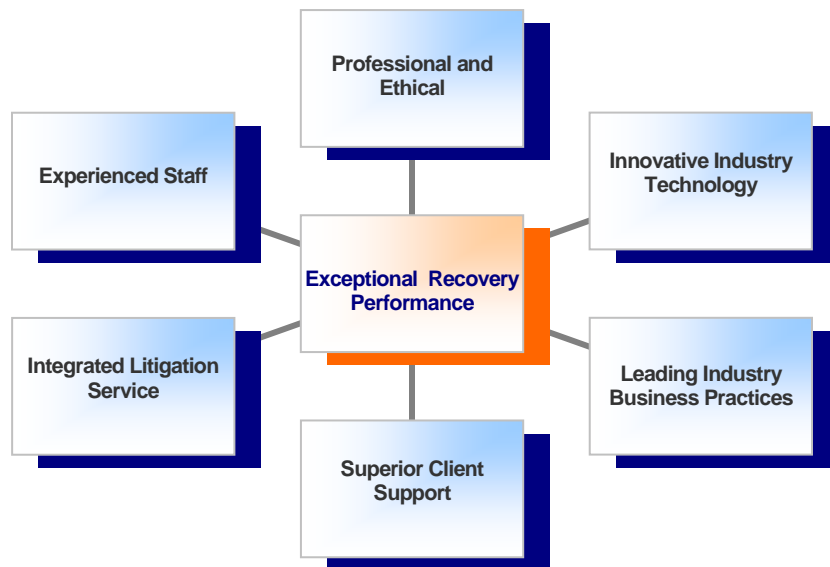 Professional and
Ethical
Experienced Staff
Innovative Industry
Technology
Exceptional Recovery
Performance
Integrated Litigation
Service
Leading Industry
Business Practices
Superior Client
Support